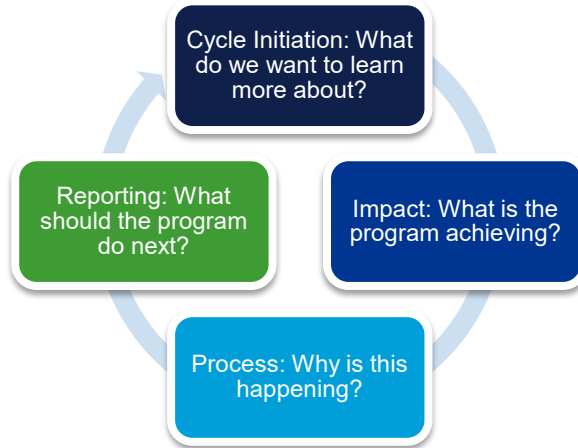 Cycle Initiation: What
do we want to learn
more about?
Impact: What is the
program achieving?
Process: Why is this
happening?
Reporting: What
should the program
do next?